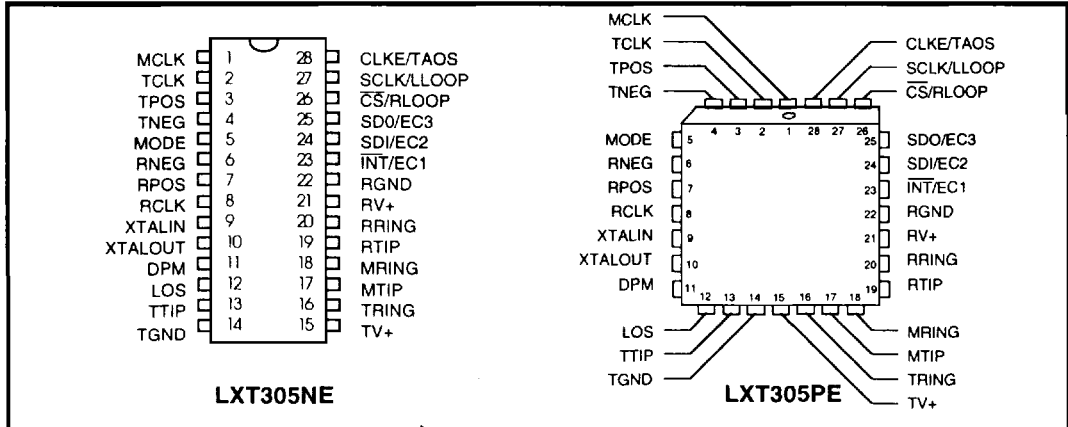 MCLK 1 28 CLKE/TAOS
TCLK 2 27 SCLK/LLOOP
TPOS 3 26 C̅S̅/RLOOP
TNEG 4 25 SD0/EC3
MODE 5 24 SDI/EC2
RNEG 6 23 I̅N̅T̅/EC1
RPOS 7 22 RGND
RCLK 8 21 RV+
XTALIN 9 20 RRING
XTALOUT 10 19 RTIP
DPM 11 18 MRING
LOS 12 17 MTIP
TTIP 13 16 TRING
TGND 14 15 TV+
LXT305NE
MCLK
TCLK CLKE/TAOS
TPOS SCLK/LLOOP
TNEG C̅S̅/RLOOP
4 3 2 1 28 27 26
MODE 5 25 SDO/EC3
RNEG 6 24 SDI/EC2
RPOS 7 23 I̅N̅T̅/EC1
RCLK 8 22 RGND
XTALIN 9 21 RV+
XTALOUT 10 20 RRING
DPM 11 19 RTIP
12 13 14 15 16 17 18
LOS MRING
TTIP MTIP
TGND TRING
LXT305PE
TV+